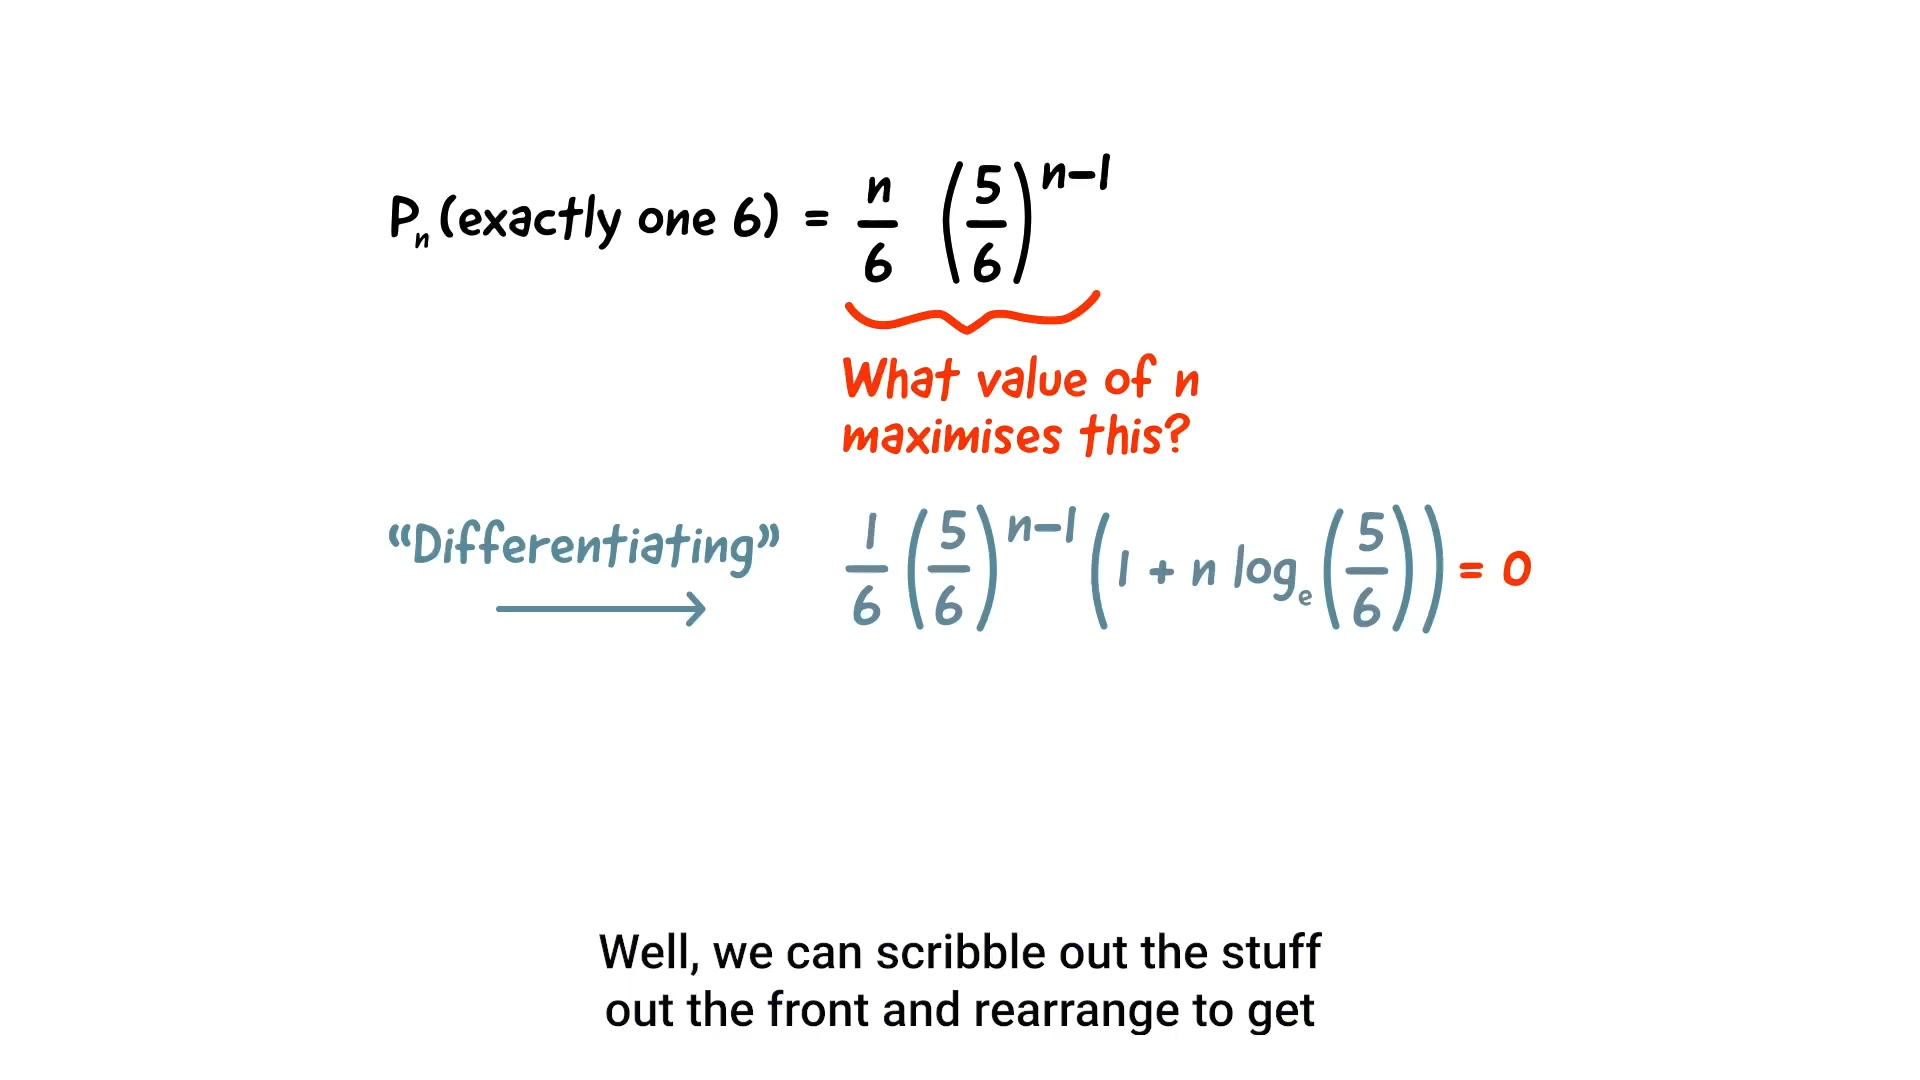 Pₙ(exactly one 6) = n/6 (5/6)ⁿ⁻¹
What value of n
maximises this?
“Differentiating” 1/6 (5/6)ⁿ⁻¹ (1 + n logₑ(5/6)) = 0
Well, we can scribble out the stuff
out the front and rearrange to get